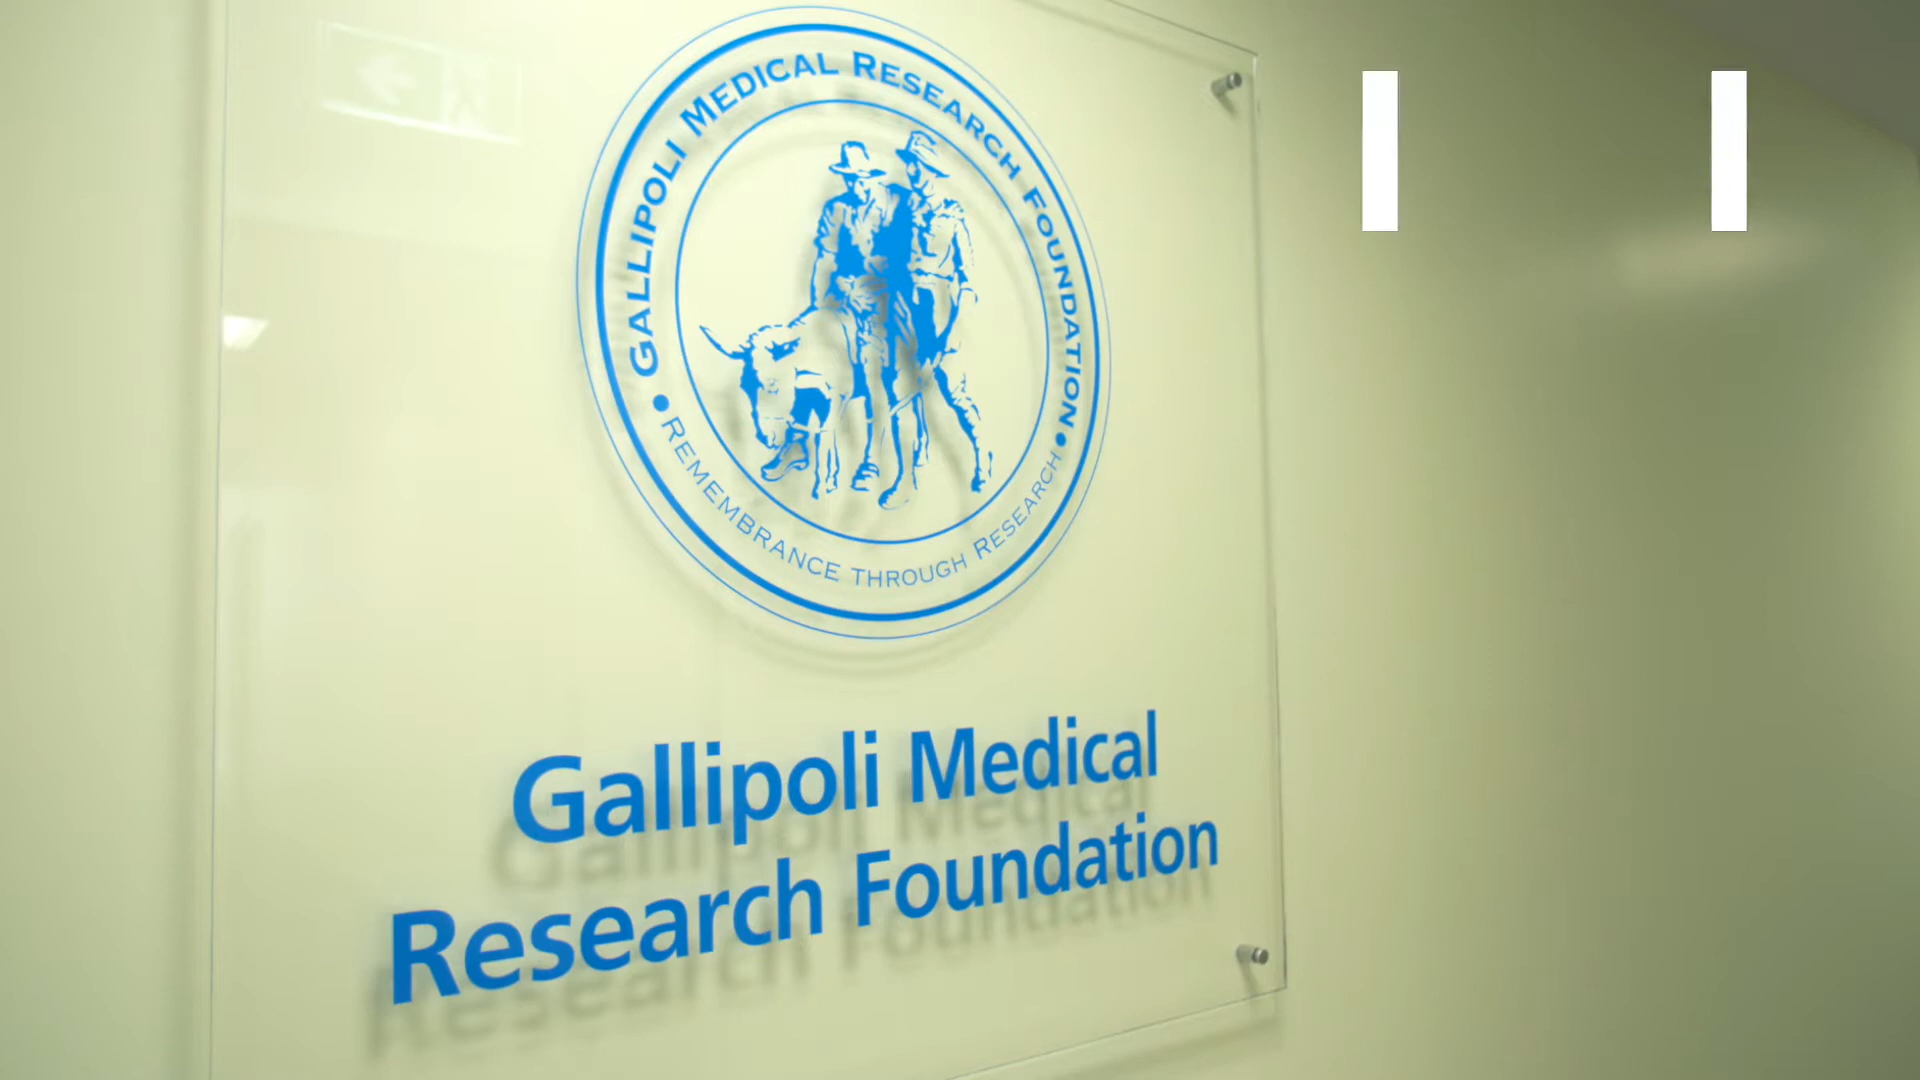 GALLIPOLI MEDICAL RESEARCH FOUNDATION
REMEMBRANCE THROUGH RESEARCH
Gallipoli Medical
Research Foundation